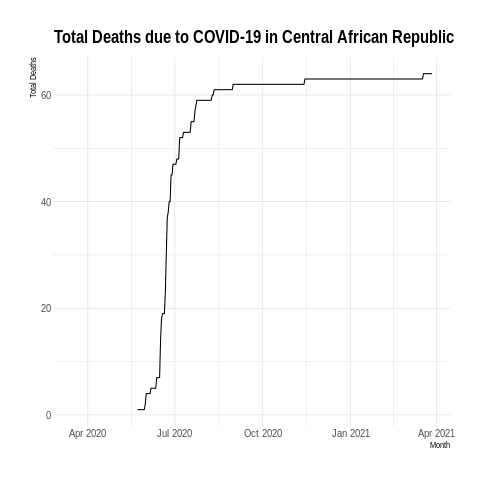 Total Deaths due to COVID-19 in Central African Republic
Total Deaths
60
40
20
0
Apr 2020 Jul 2020 Oct 2020 Jan 2021 Apr 2021
Month